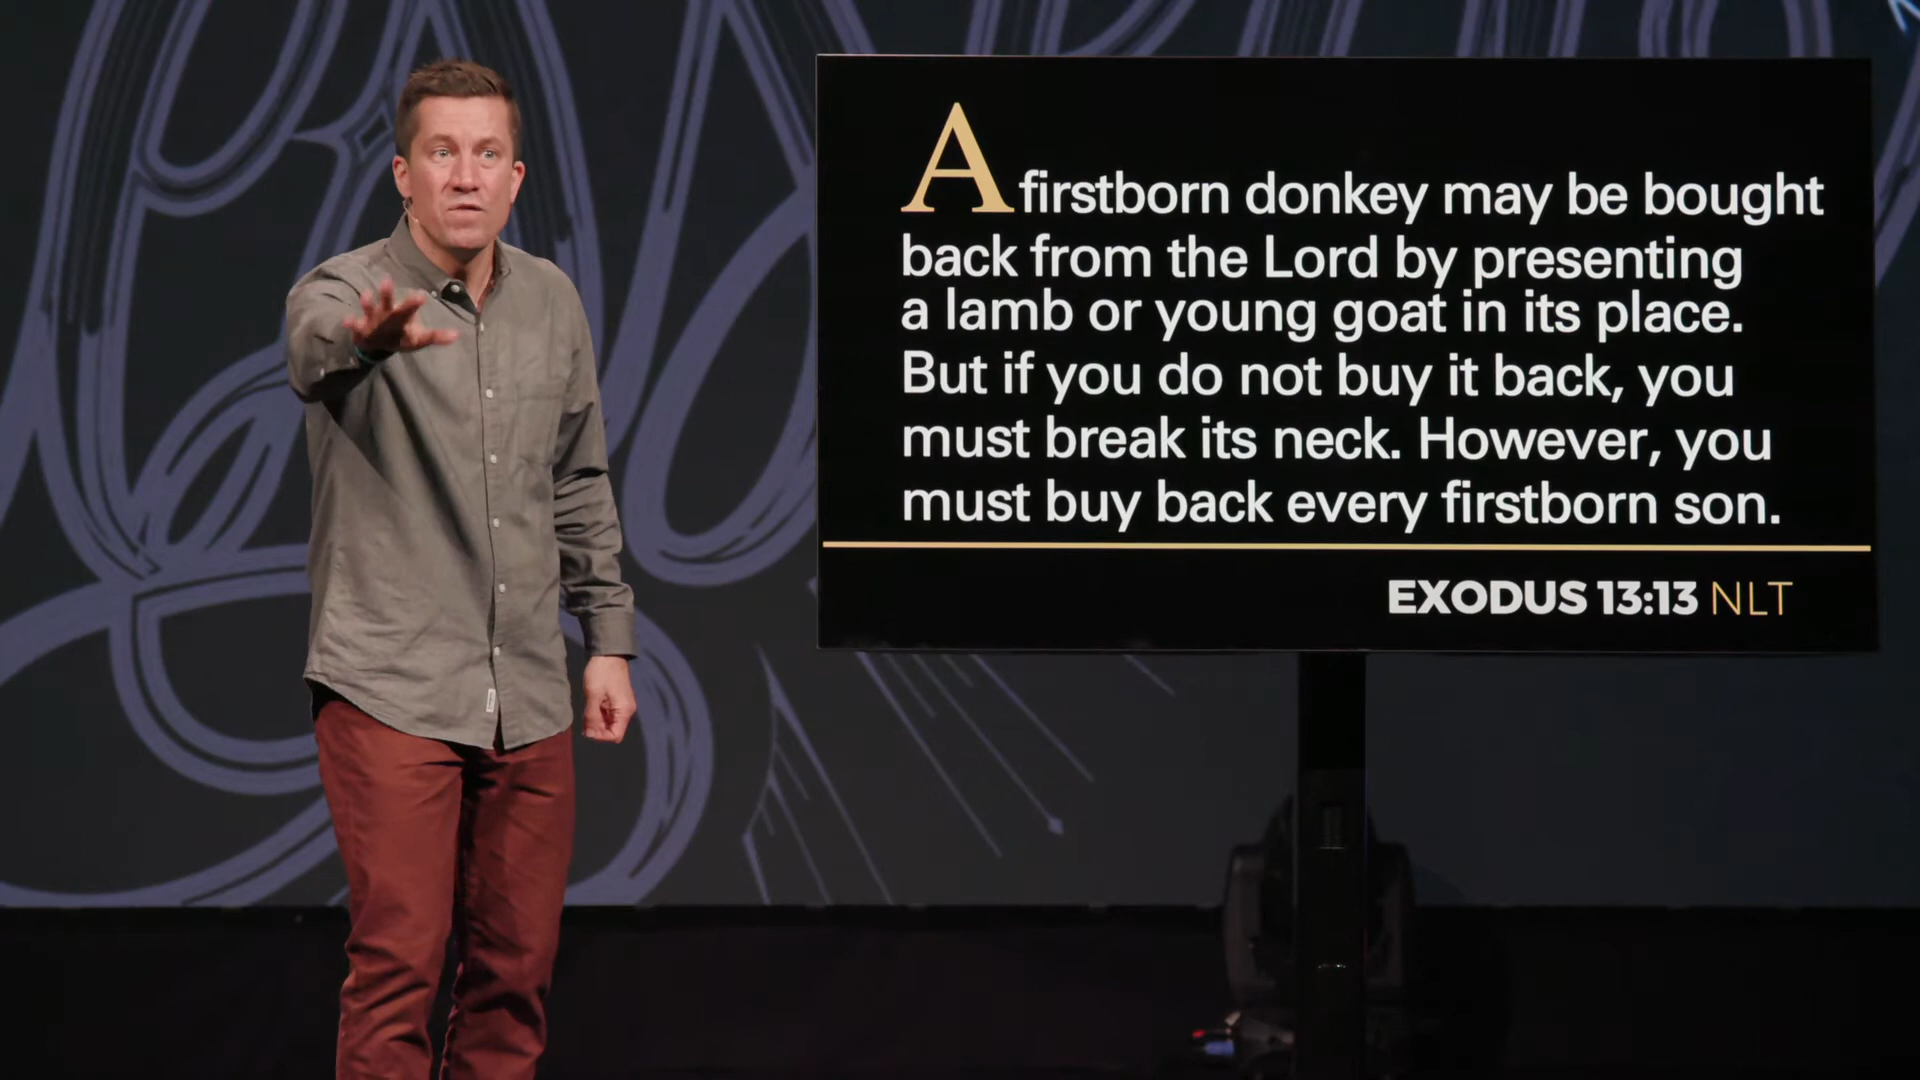 A firstborn donkey may be bought
back from the Lord by presenting
a lamb or young goat in its place.
But if you do not buy it back, you
must break its neck. However, you
must buy back every firstborn son.
EXODUS 13:13 NLT